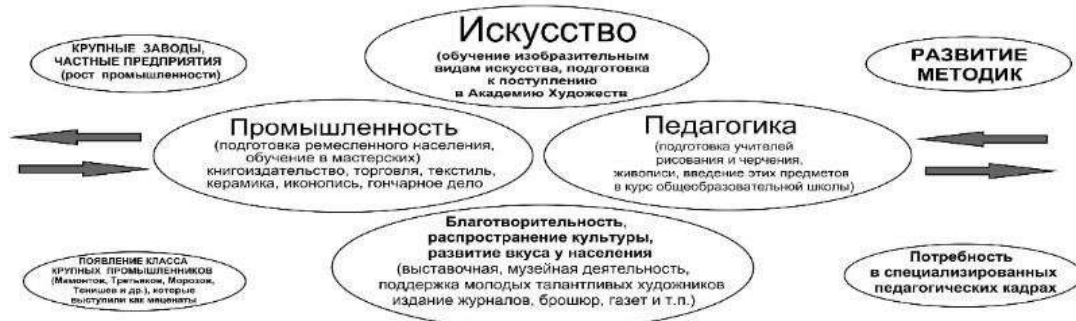 Искусство
(обучение изобразительным
видам искусства, подготовка
к поступлению
в Академию Художеств
КРУПНЫЕ ЗАВОДЫ,
ЧАСТНЫЕ ПРЕДПРИЯТИЯ
(рост промышленности)
РАЗВИТИЕ
МЕТОДИК
Промышленность
(подготовка ремесленного населения,
обучение в мастерских)
книгоиздательство, торговля, текстиль,
керамика, иконопись, гончарное дело
Педагогика
(подготовка учителей
рисования и черчения,
живописи, введение этих предметов
в курс общеобразовательной школы)
Благотворительность,
распространение культуры,
развитие вкуса у населения
(выставочная, музейная деятельность,
поддержка молодых талантливых художников
издание журналов, брошюр, газет и т.п.)
ПОЯВЛЕНИЕ КЛАССА
КРУПНЫХ ПРОМЫШЛЕННИКОВ
(Мамонтов, Третьяков, Морозов,
Тенишев и др.), которые
выступили как меценаты
Потребность
в специализированных
педагогических кадрах